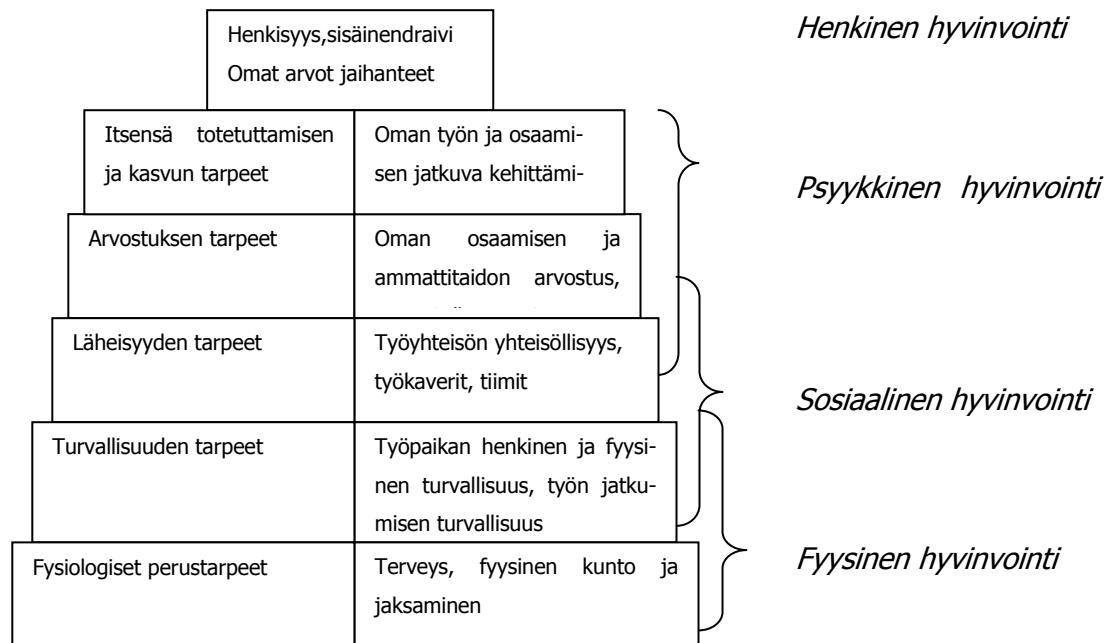 Henkisyys,sisäinendraivi
Omat arvot jaihanteet
Henkinen hyvinvointi
Itsensä totetuttamisen
ja kasvun tarpeet
Oman työn ja osaami-
sen jatkuva kehittämi-
Psyykkinen hyvinvointi
Arvostuksen tarpeet
Oman osaamisen ja
ammattitaidon arvostus,
Läheisyyden tarpeet
Työyhteisön yhteisöllisyys,
työkaverit, tiimit
Sosiaalinen hyvinvointi
Turvallisuuden tarpeet
Työpaikan henkinen ja fyysi-
nen turvallisuus, työn jatku-
misen turvallisuus
Fysiologiset perustarpeet
Terveys, fyysinen kunto ja
jaksaminen
Fyysinen hyvinvointi